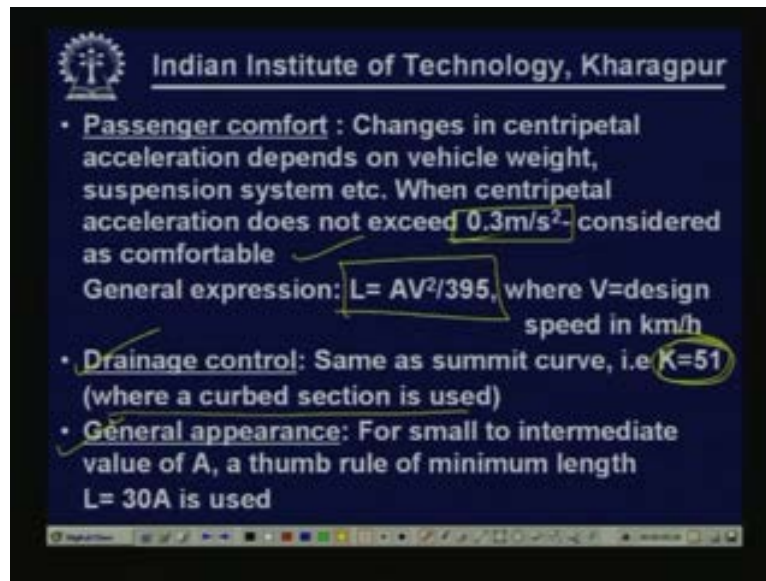 Indian Institute of Technology, Kharagpur
• Passenger comfort : Changes in centripetal
acceleration depends on vehicle weight,
suspension system etc. When centripetal
acceleration does not exceed 0.3m/s²- considered
as comfortable
General expression: L= AV²/395, where V=design
speed in km/h
• Drainage control: Same as summit curve, i.e K=51
(where a curbed section is used)
• General appearance: For small to intermediate
value of A, a thumb rule of minimum length
L= 30A is used